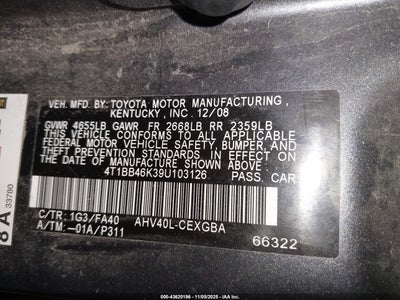 VEH. MFD. BY: TOYOTA MOTOR MANUFACTURING,
KENTUCKY, INC. 12/08
GVWR 4655LB GAWR FR 2668LB RR 2359LB
THIS VEHICLE CONFORMS TO ALL APPLICABLE
FEDERAL MOTOR VEHICLE SAFETY, BUMPER, AND
THEFT PREVENTION STANDARDS IN EFFECT ON
THE DATE OF MANUFACTURE SHOWN ABOVE.
4T1BB46K39U103126 PASS. CAR
C/TR: 1G3/FA40 AHV40L-CEXGBA
A/TM: -01A/P311 66322
8 A 33780
000-43620196 - 11/05/2025 - IAA Inc.